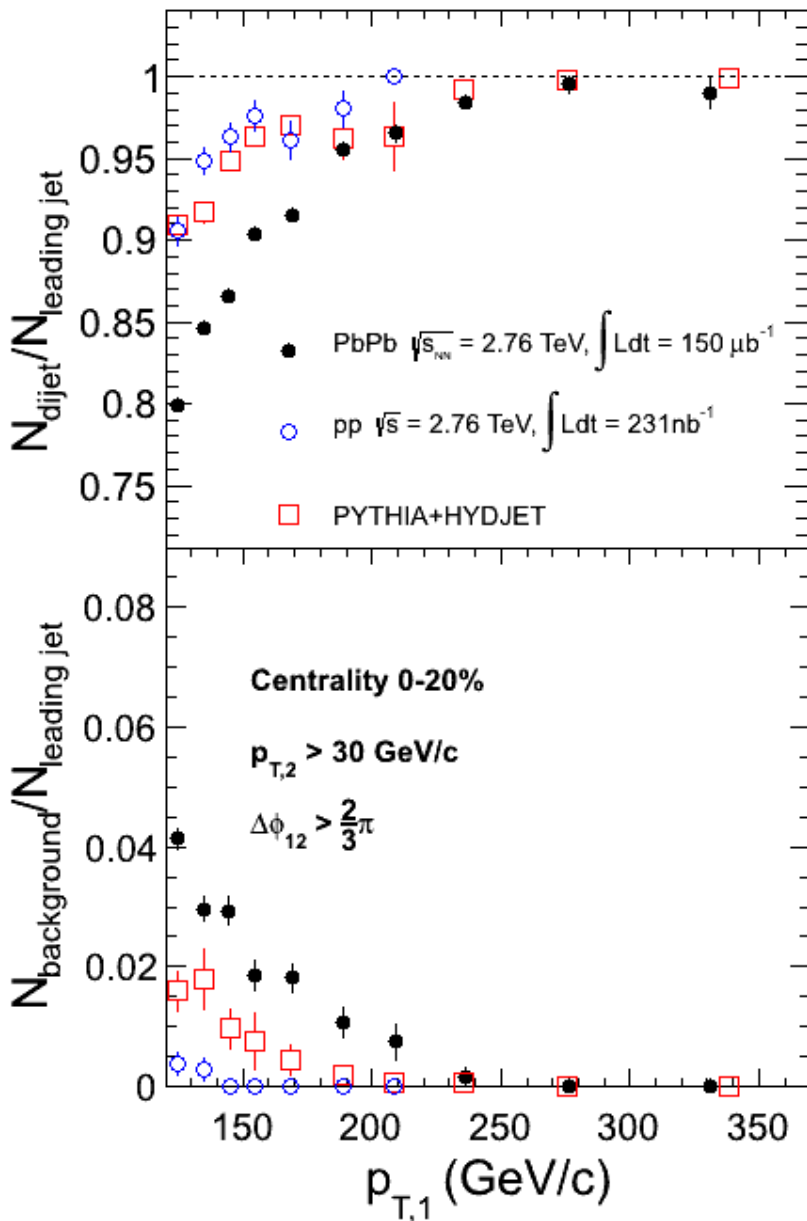 N_dijet/N_leading jet
1
0.95
0.9
0.85
0.8
0.75
PbPb √s_NN = 2.76 TeV, ∫Ldt = 150 μb⁻¹
pp √s = 2.76 TeV, ∫Ldt = 231nb⁻¹
PYTHIA+HYDJET
N_background/N_leading jet
0.08
0.06
0.04
0.02
0
Centrality 0-20%
p_T,2 > 30 GeV/c
Δϕ_12 > 2/3 π
150 200 250 300 350
p_T,1 (GeV/c)